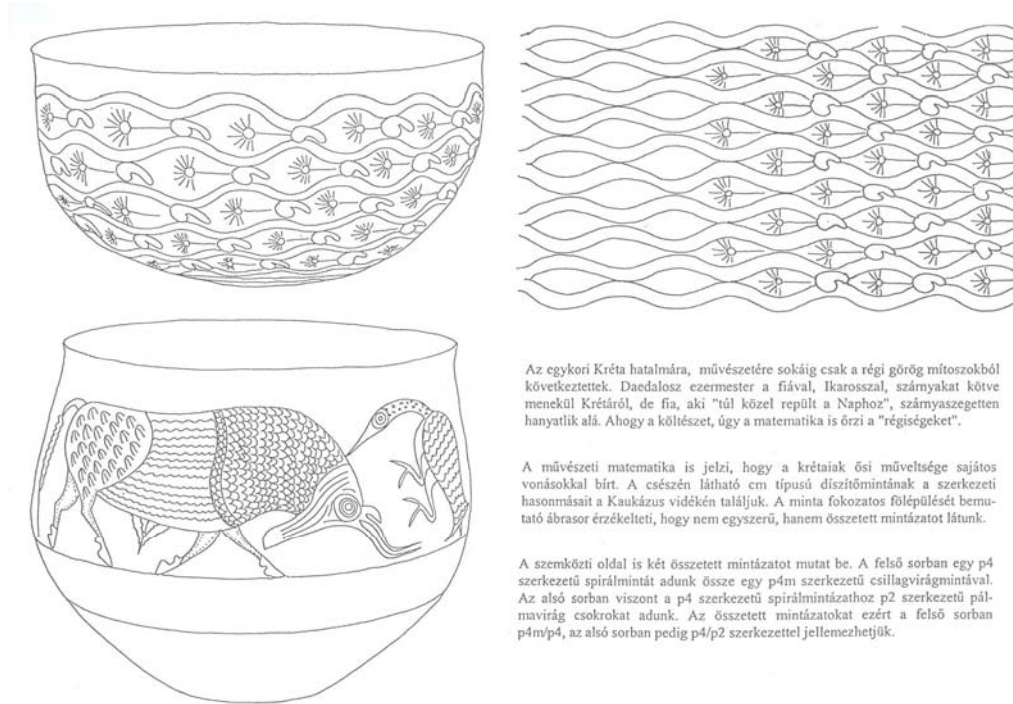 Az egykori Kréta hatalmára, művészetére sokáig csak a régi görög mítoszokból
következtettek. Daedalosz ezermester a fiával, Ikarosszal, szárnyakat kötve
menekül Krétáról, de fia, aki "túl közel repült a Naphoz", szárnyaszegetten
hanyatlik alá. Ahogy a költészet, úgy a matematika is őrzi a "régiségeket".
A művészeti matematika is jelzi, hogy a krétaiak ősi műveltsége sajátos
vonásokkal bírt. A csészén látható cm típusú díszítőmintának a szerkezeti
hasonmásait a Kaukázus vidékén találjuk. A minta fokozatos fölépülését bemu-
tató ábrasor érzékelteti, hogy nem egyszerű, hanem összetett mintázatot látunk.
A szemközti oldal is két összetett mintázatot mutat be. A felső sorban egy p4
szerkezetű spirálmintát adunk össze egy p4m szerkezetű csillagvirágmintával.
Az alsó sorban viszont a p4 szerkezetű spirálmintázathoz p2 szerkezetű pál-
mavirág csokrokat adunk. Az összetett mintázatokat ezért a felső sorban
p4m/p4, az alsó sorban pedig p4/p2 szerkezettel jellemezhetjük.